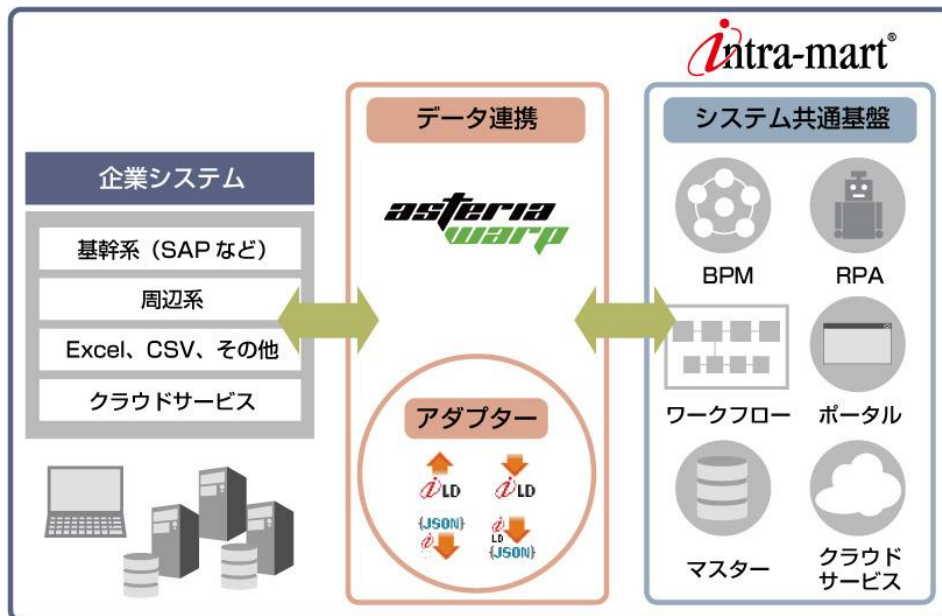 intra-mart®
企業システム
基幹系（SAP など）
周辺系
Excel、CSV、その他
クラウドサービス
データ連携
asteria
warp
アダプター
i LD
i LD
{JSON}
i
i
LD
{JSON}
システム共通基盤
BPM
RPA
ワークフロー
ポータル
マスター
クラウド
サービス